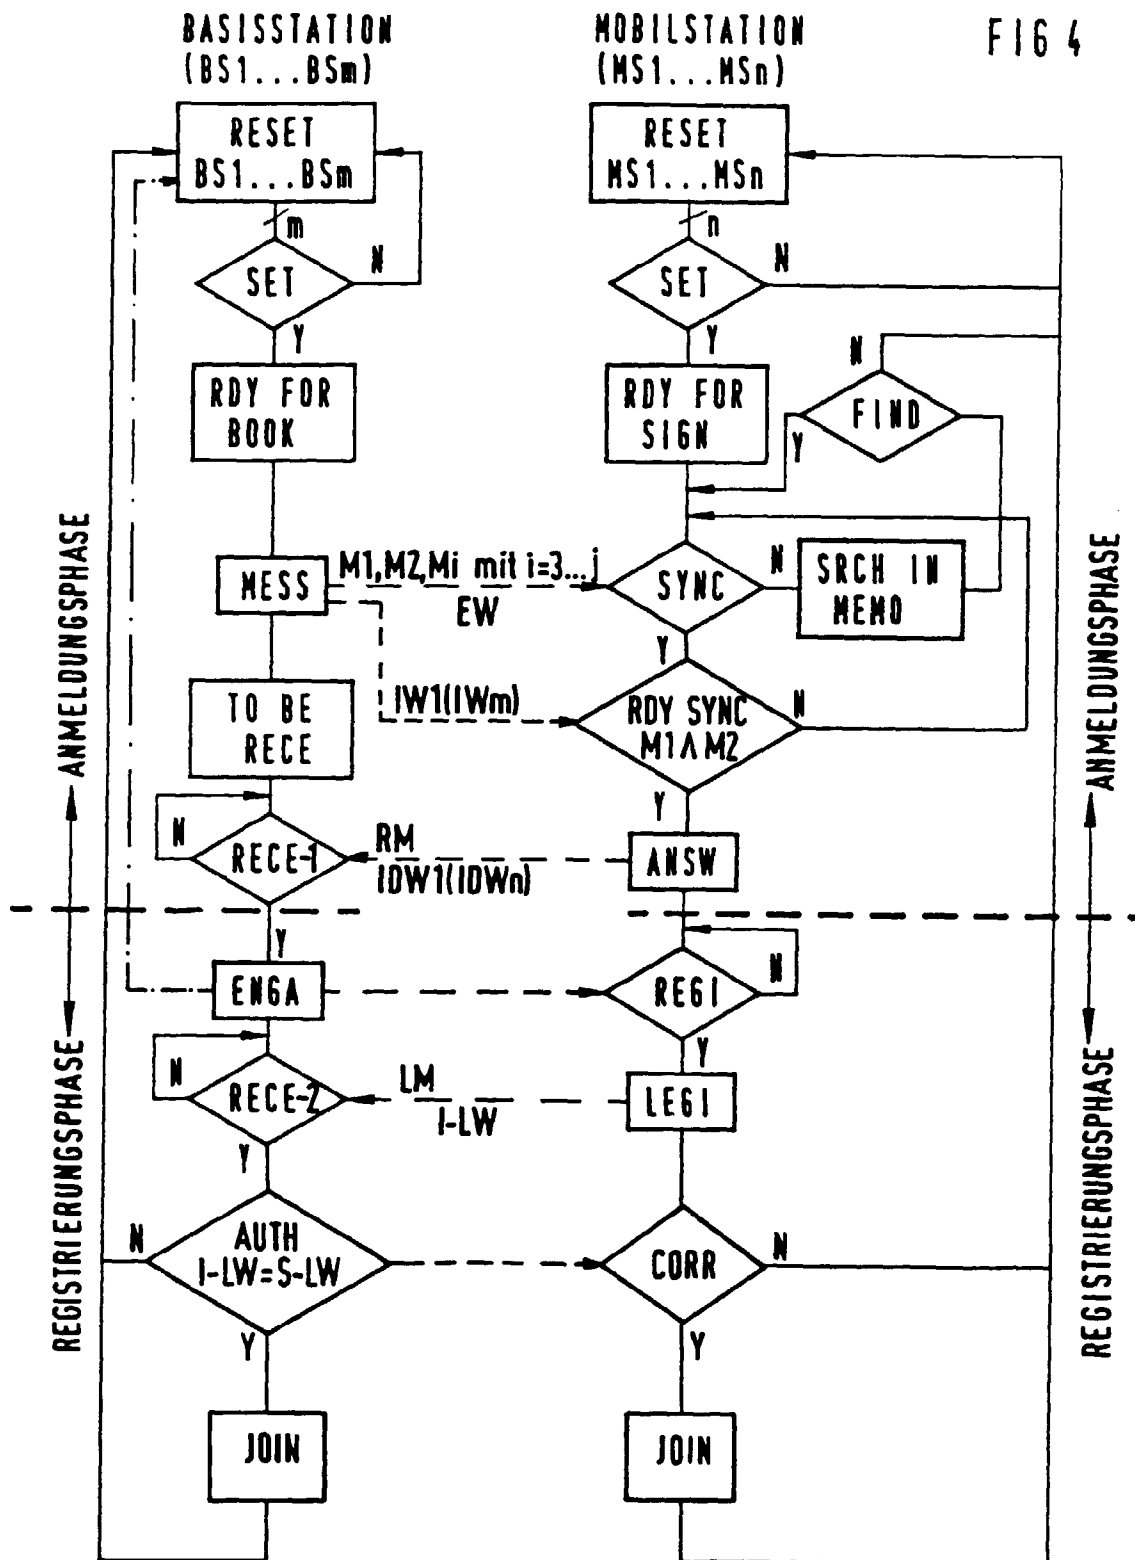 FIG 4
BASISSTATION
(BS1...BSm)
MOBILSTATION
(MS1...MSn)
RESET
BS1...BSm
RESET
MS1...MSn
m
n
SET
N
SET
N
Y
Y
N
RDY FOR
BOOK
RDY FOR
SIGN
FIND
Y
MESS
M1,M2,Mi mit i=3...j
EW
SYNC
N
SRCH IN
MEMO
Y
IW1(IWm)
TO BE
RECE
RDY SYNC
M1ΛM2
N
Y
N
RECE-1
RM
IDW1(IDWn)
ANSW
ANMELDUNGSPHASE
ANMELDUNGSPHASE
Y
ENGA
REGI
N
Y
N
RECE-2
LM
I-LW
LEGI
Y
N
AUTH
I-LW=S-LW
CORR
N
Y
Y
JOIN
JOIN
REGISTRIERUNGSPHASE
REGISTRIERUNGSPHASE